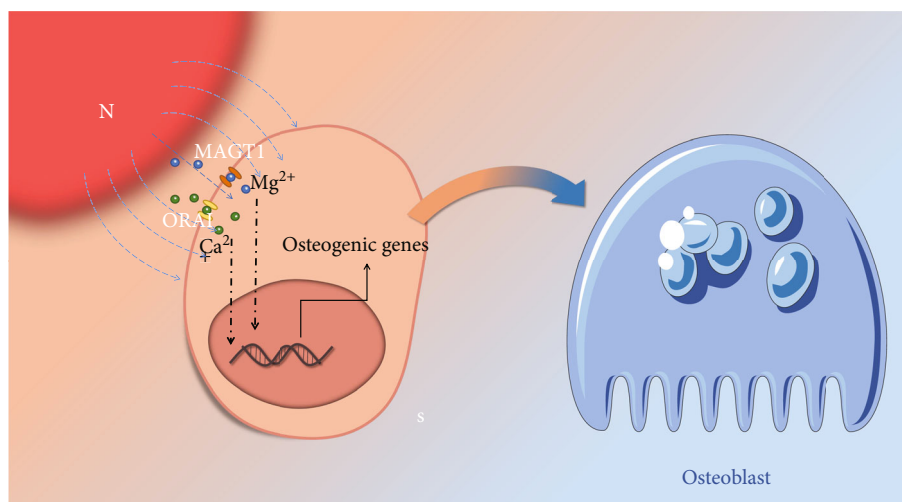 N
MAGT1
Mg²⁺
ORAI
Ca²
+
Osteogenic genes
s
Osteoblast